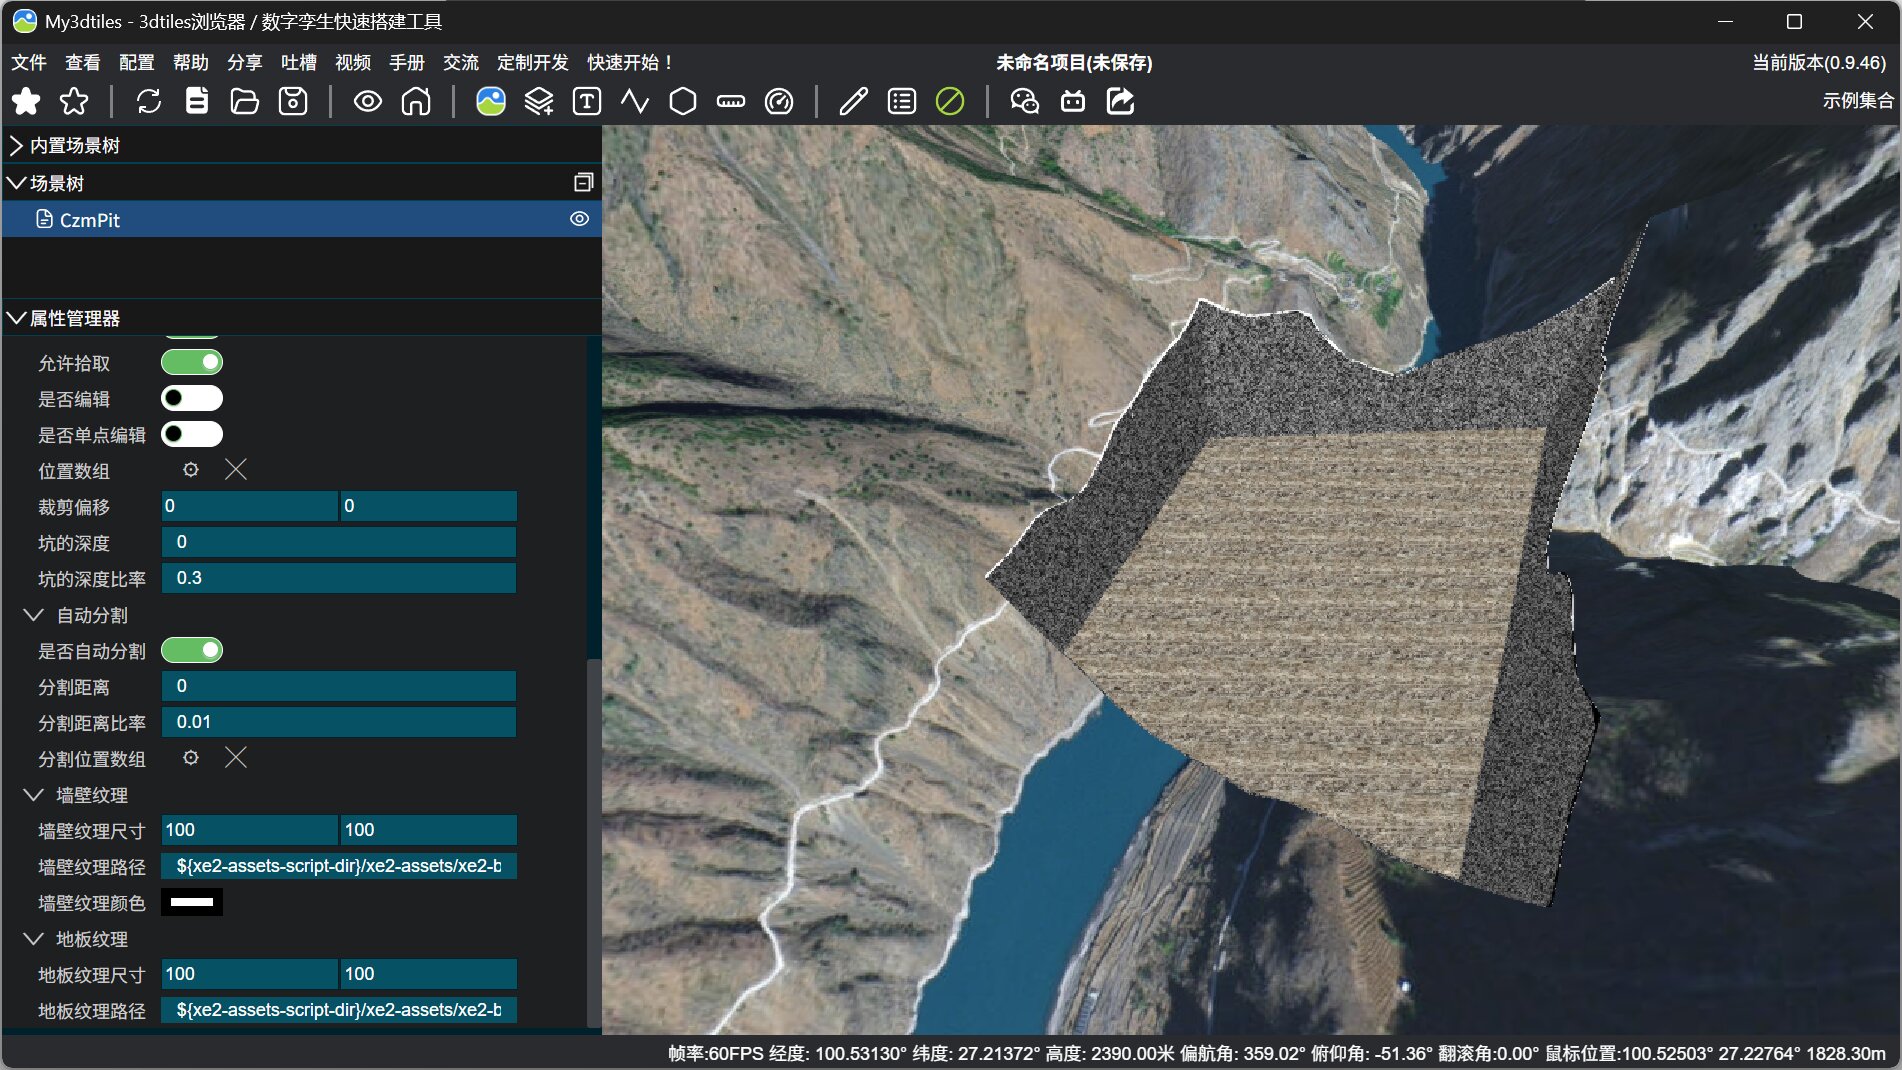 My3dtiles - 3dtiles浏览器 / 数字孪生快速搭建工具
文件 查看 配置 帮助 分享 吐槽 视频 手册 交流 定制开发 快速开始！ 未命名项目(未保存) 当前版本(0.9.46)
示例集合
内置场景树
场景树
CzmPit
属性管理器
允许拾取
是否编辑
是否单点编辑
位置数组
裁剪偏移 0 0
坑的深度 0
坑的深度比率 0.3
自动分割
是否自动分割
分割距离 0
分割距离比率 0.01
分割位置数组
墙壁纹理
墙壁纹理尺寸 100 100
墙壁纹理路径 ${xe2-assets-script-dir}/xe2-assets/xe2-b
墙壁纹理颜色
地板纹理
地板纹理尺寸 100 100
地板纹理路径 ${xe2-assets-script-dir}/xe2-assets/xe2-b
帧率:60FPS 经度: 100.53130° 纬度: 27.21372° 高度: 2390.00米 偏航角: 359.02° 俯仰角: -51.36° 翻滚角:0.00° 鼠标位置:100.52503° 27.22764° 1828.30m